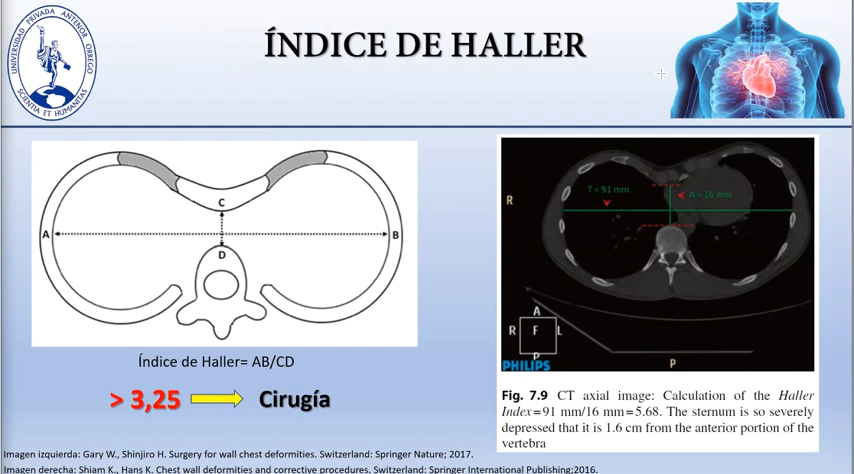 UNIVERSIDAD PRIVADA ANTENOR ORREGO
SCIENTIA ET HUMANITAS
ÍNDICE DE HALLER
A
B
C
D
Índice de Haller= AB/CD
> 3,25
Cirugía
R
T = 91 mm
A = 16 mm
A
R F L
P
PHILIPS
P
Fig. 7.9 CT axial image: Calculation of the Haller
Index=91 mm/16 mm=5.68. The sternum is so severely
depressed that it is 1.6 cm from the anterior portion of the
vertebra
Imagen izquierda: Gary W., Shinjiro H. Surgery for wall chest deformities. Switzerland: Springer Nature; 2017.
Imagen derecha: Shiam K., Hans K. Chest wall deformities and corrective procedures. Switzerland: Springer International Publishing;2016.